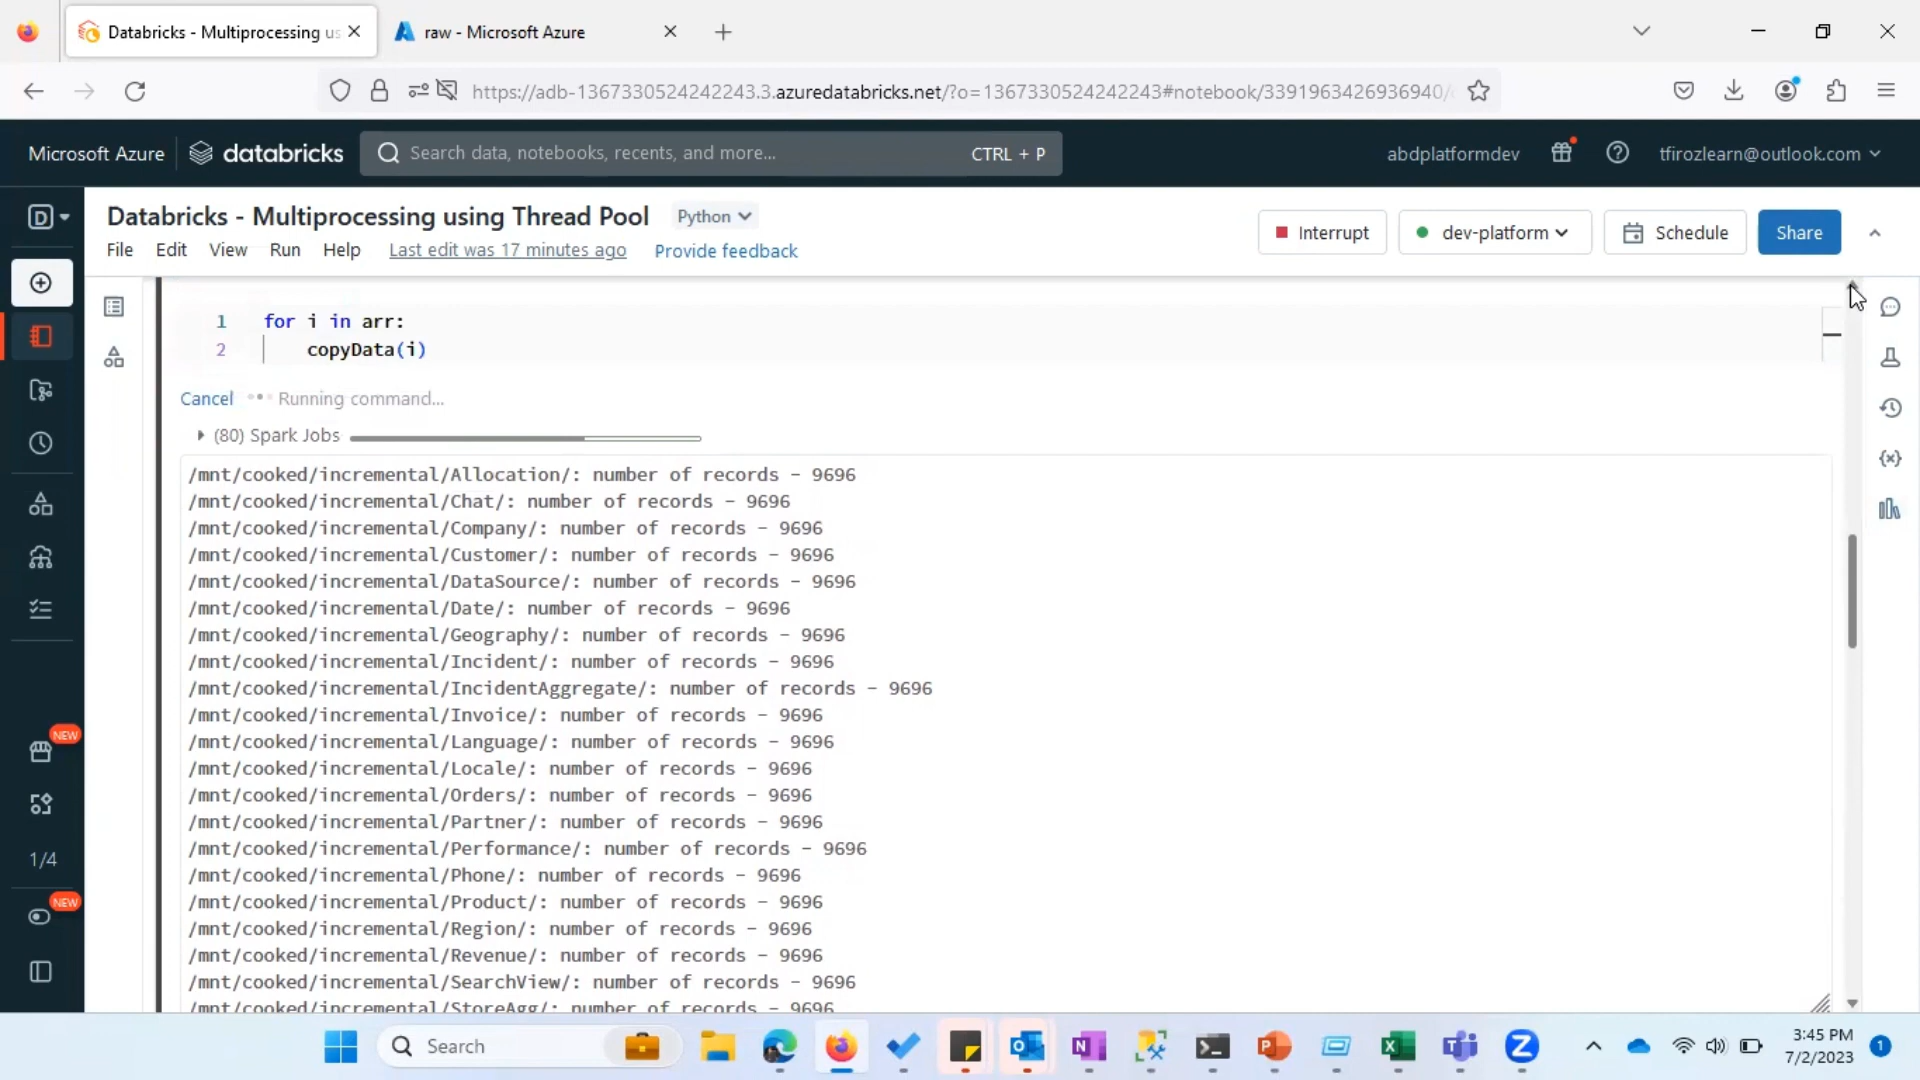 Databricks - Multiprocessing us
raw - Microsoft Azure
https://adb-1367330524242243.3.azuredatabricks.net/?o=1367330524242243#notebook/3391963426936940/
Microsoft Azure
databricks
Search data, notebooks, recents, and more...
CTRL + P
abdplatformdev
tfirozlearn@outlook.com
D
Databricks - Multiprocessing using Thread Pool
Python
Interrupt
dev-platform
Schedule
Share
File Edit View Run Help Last edit was 17 minutes ago Provide feedback
1 for i in arr:
2 copyData(i)
Cancel Running command...
(80) Spark Jobs
/mnt/cooked/incremental/Allocation/: number of records - 9696
/mnt/cooked/incremental/Chat/: number of records - 9696
/mnt/cooked/incremental/Company/: number of records - 9696
/mnt/cooked/incremental/Customer/: number of records - 9696
/mnt/cooked/incremental/DataSource/: number of records - 9696
/mnt/cooked/incremental/Date/: number of records - 9696
/mnt/cooked/incremental/Geography/: number of records - 9696
/mnt/cooked/incremental/Incident/: number of records - 9696
/mnt/cooked/incremental/IncidentAggregate/: number of records - 9696
/mnt/cooked/incremental/Invoice/: number of records - 9696
/mnt/cooked/incremental/Language/: number of records - 9696
/mnt/cooked/incremental/Locale/: number of records - 9696
/mnt/cooked/incremental/Orders/: number of records - 9696
/mnt/cooked/incremental/Partner/: number of records - 9696
/mnt/cooked/incremental/Performance/: number of records - 9696
/mnt/cooked/incremental/Phone/: number of records - 9696
/mnt/cooked/incremental/Product/: number of records - 9696
/mnt/cooked/incremental/Region/: number of records - 9696
/mnt/cooked/incremental/Revenue/: number of records - 9696
/mnt/cooked/incremental/SearchView/: number of records - 9696
/mnt/cooked/incremental/StoreAgg/: number of records - 9696
NEW
1/4
NEW
Search
3:45 PM
7/2/2023
1